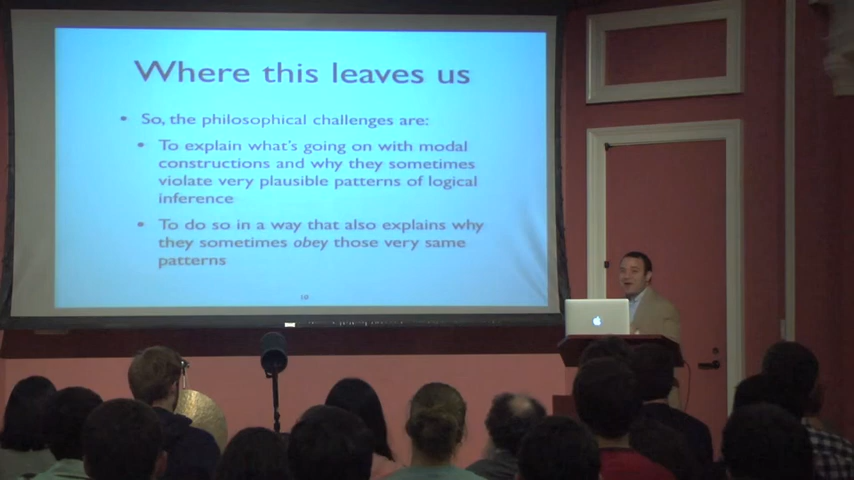 Where this leaves us
• So, the philosophical challenges are:
• To explain what's going on with modal
constructions and why they sometimes
violate very plausible patterns of logical
inference
• To do so in a way that also explains why
they sometimes obey those very same
patterns
10